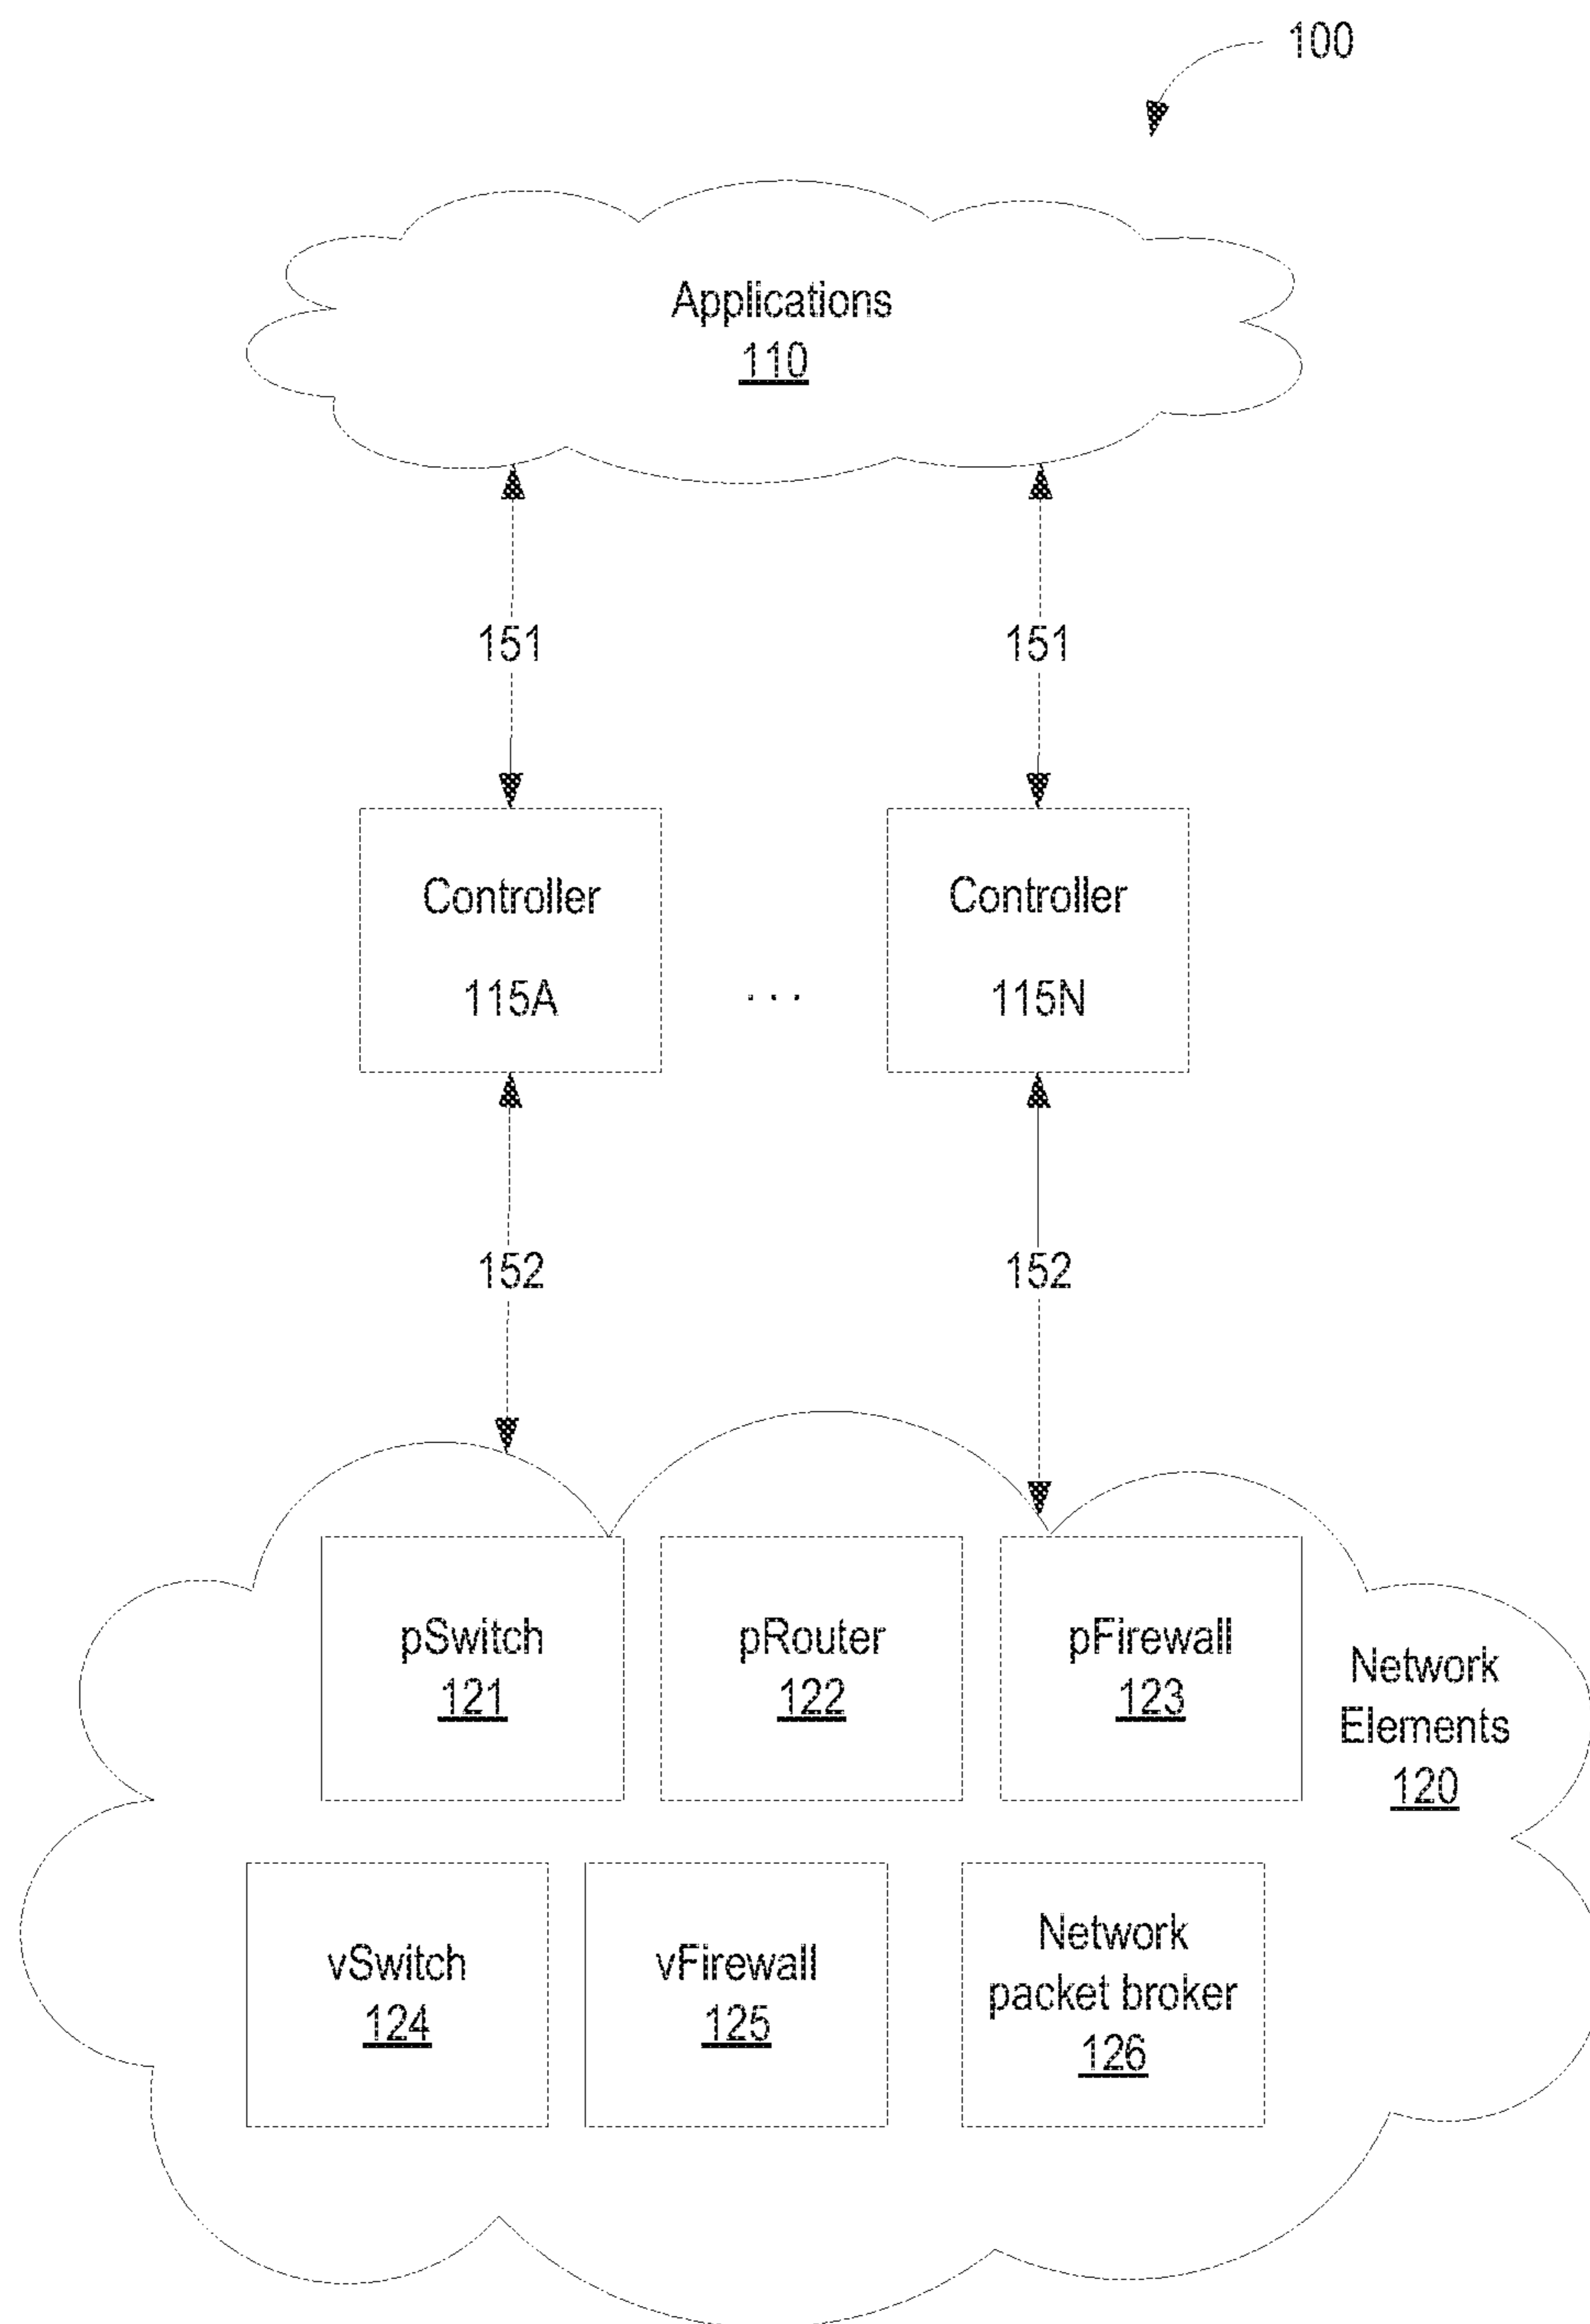 100
Applications
110
151
151
Controller
115A
. . .
Controller
115N
152
152
pSwitch
121
pRouter
122
pFirewall
123
Network
Elements
120
vSwitch
124
vFirewall
125
Network
packet broker
126